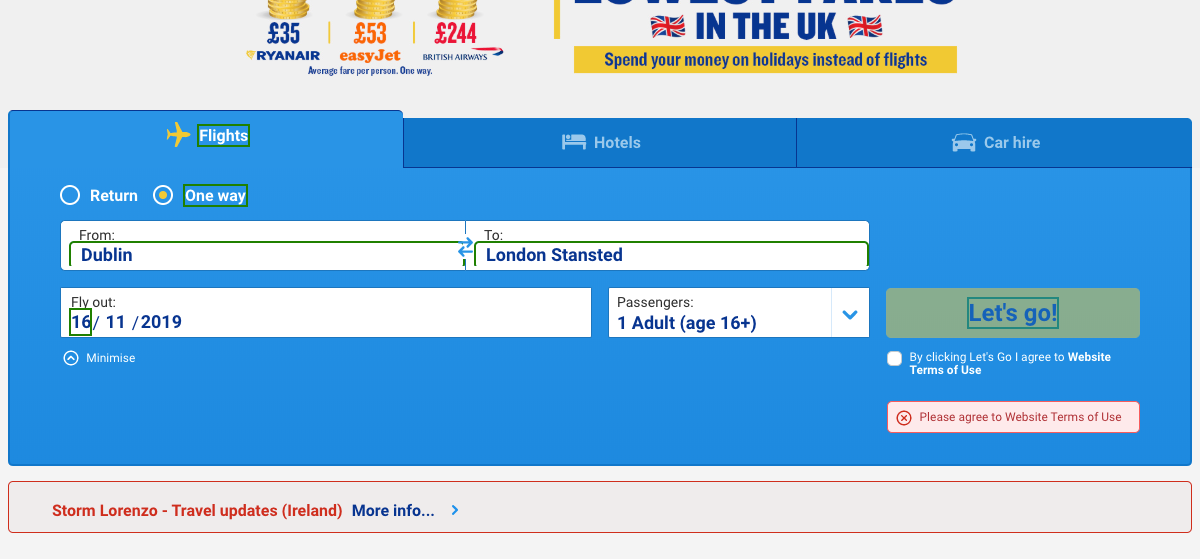 £35 £53 £244
RYANAIR easyJet BRITISH AIRWAYS
Average fare per person. One way.
LOWEST FARES
IN THE UK
Spend your money on holidays instead of flights
Flights
Hotels
Car hire
Return One way
From: To:
Dublin London Stansted
Fly out:
16/ 11 /2019
Passengers:
1 Adult (age 16+)
Let's go!
Minimise
By clicking Let's Go I agree to Website
Terms of Use
Please agree to Website Terms of Use
Storm Lorenzo - Travel updates (Ireland) More info...